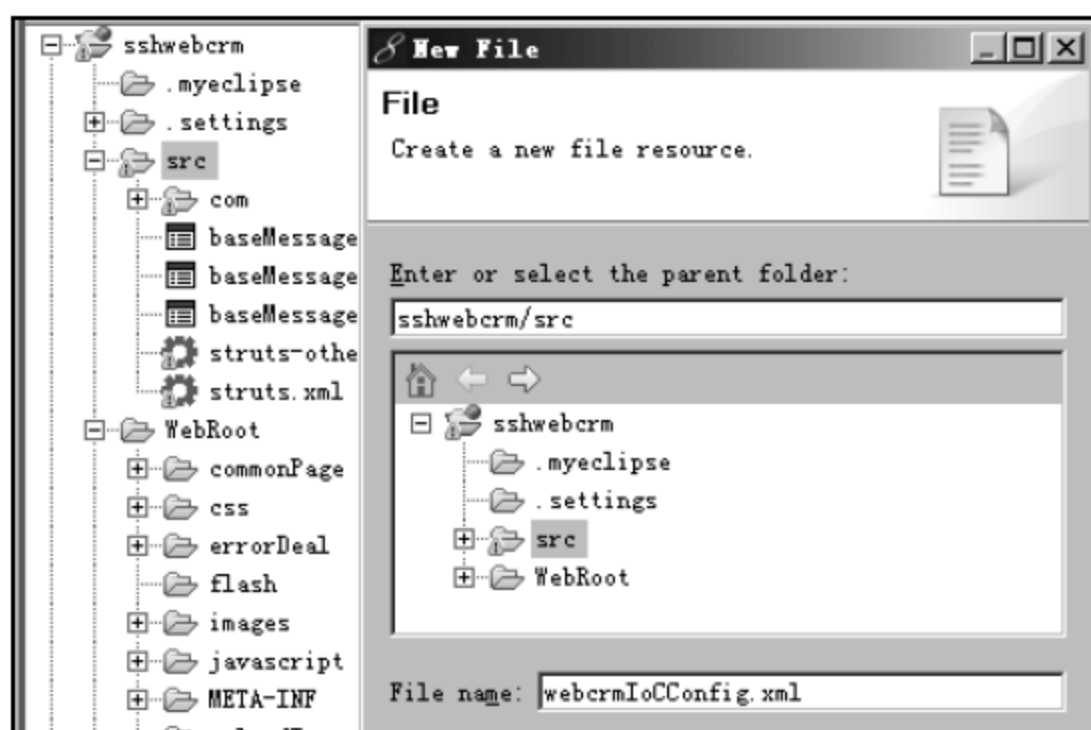 sshwebcrm
.myeclipse
.settings
src
com
baseMessage
baseMessage
baseMessage
struts-othe
struts.xml
WebRoot
commonPage
css
errorDeal
flash
images
javascript
META-INF
New File
File
Create a new file resource.
Enter or select the parent folder:
sshwebcrm/src
sshwebcrm
.myeclipse
.settings
src
WebRoot
File name: webcrmIoCConfig.xml